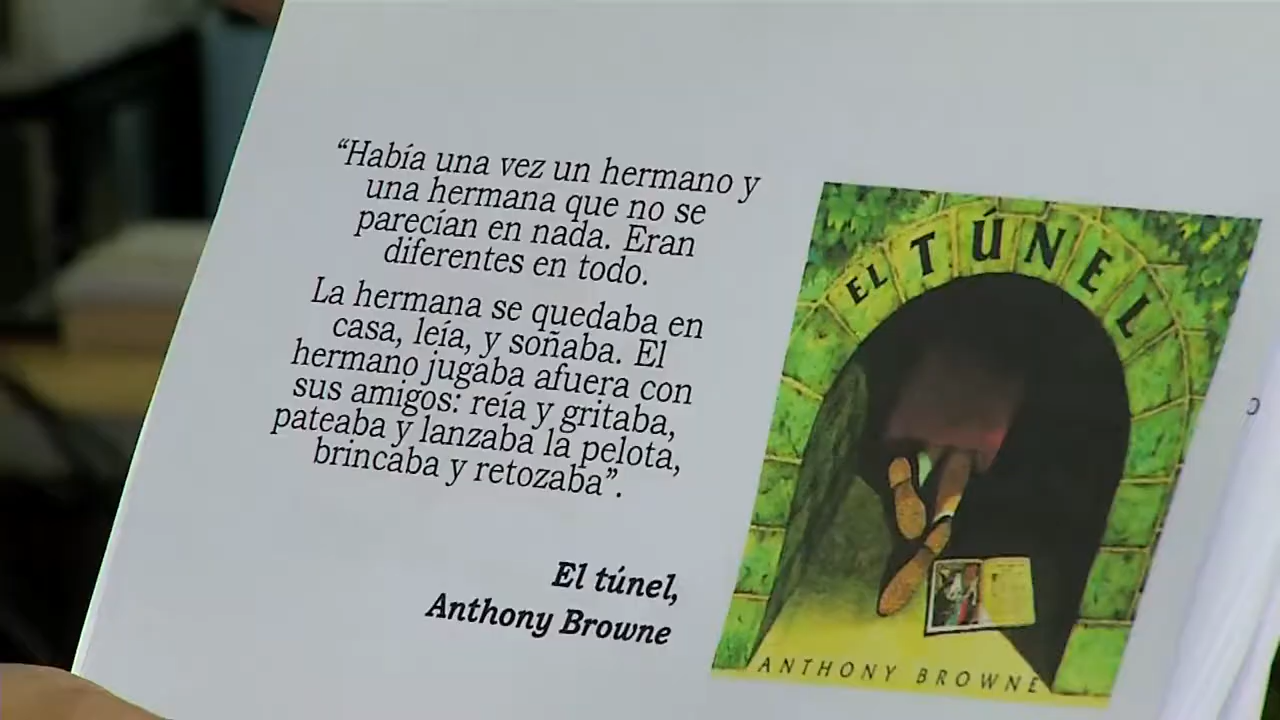 “Había una vez un hermano y
una hermana que no se
parecían en nada. Eran
diferentes en todo.
La hermana se quedaba en
casa, leía, y soñaba. El
hermano jugaba afuera con
sus amigos: reía y gritaba,
pateaba y lanzaba la pelota,
brincaba y retozaba”.
El túnel,
Anthony Browne
EL TÚNEL
ANTHONY BROWNE